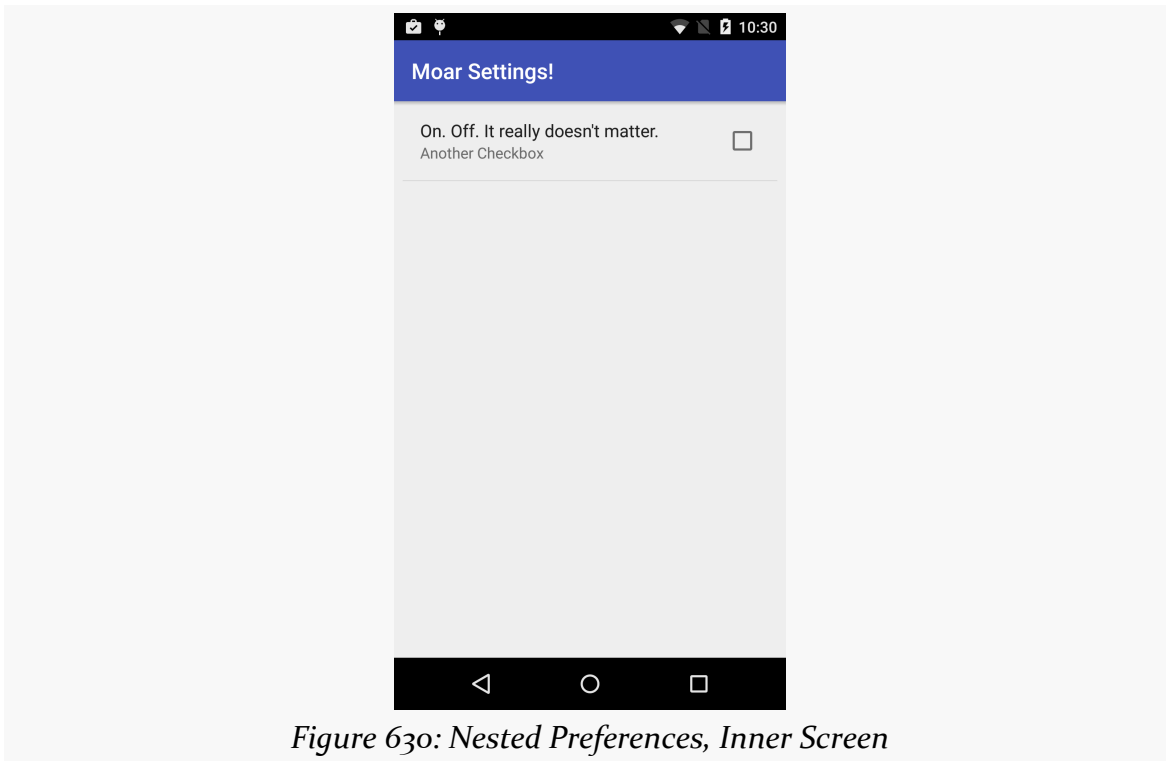 10:30
Moar Settings!
On. Off. It really doesn't matter.
Another Checkbox
Figure 630: Nested Preferences, Inner Screen